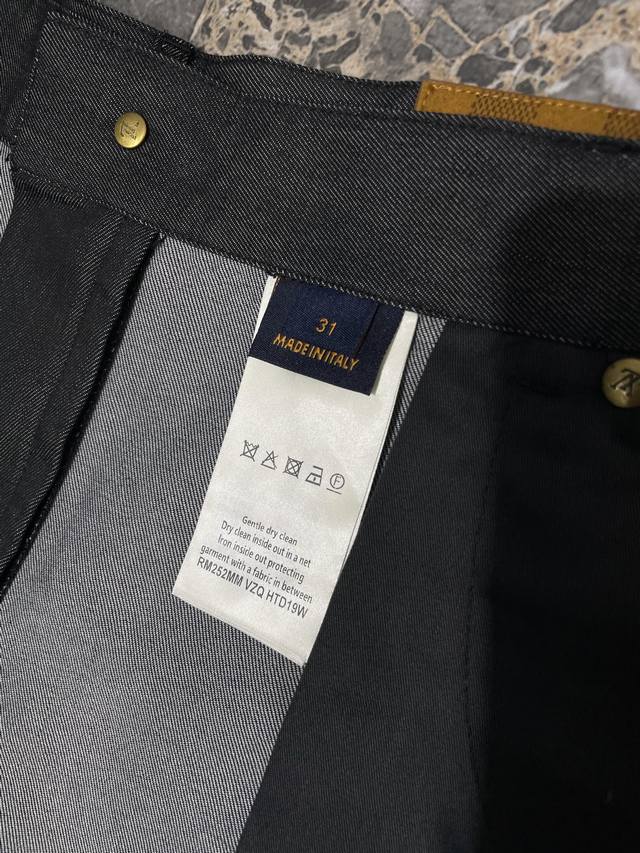 31
MADE IN ITALY
Gentle dry clean
Dry clean inside out in a net
Iron inside out protecting
garment with a fabric in between
RM252MM VZQ HTD19W